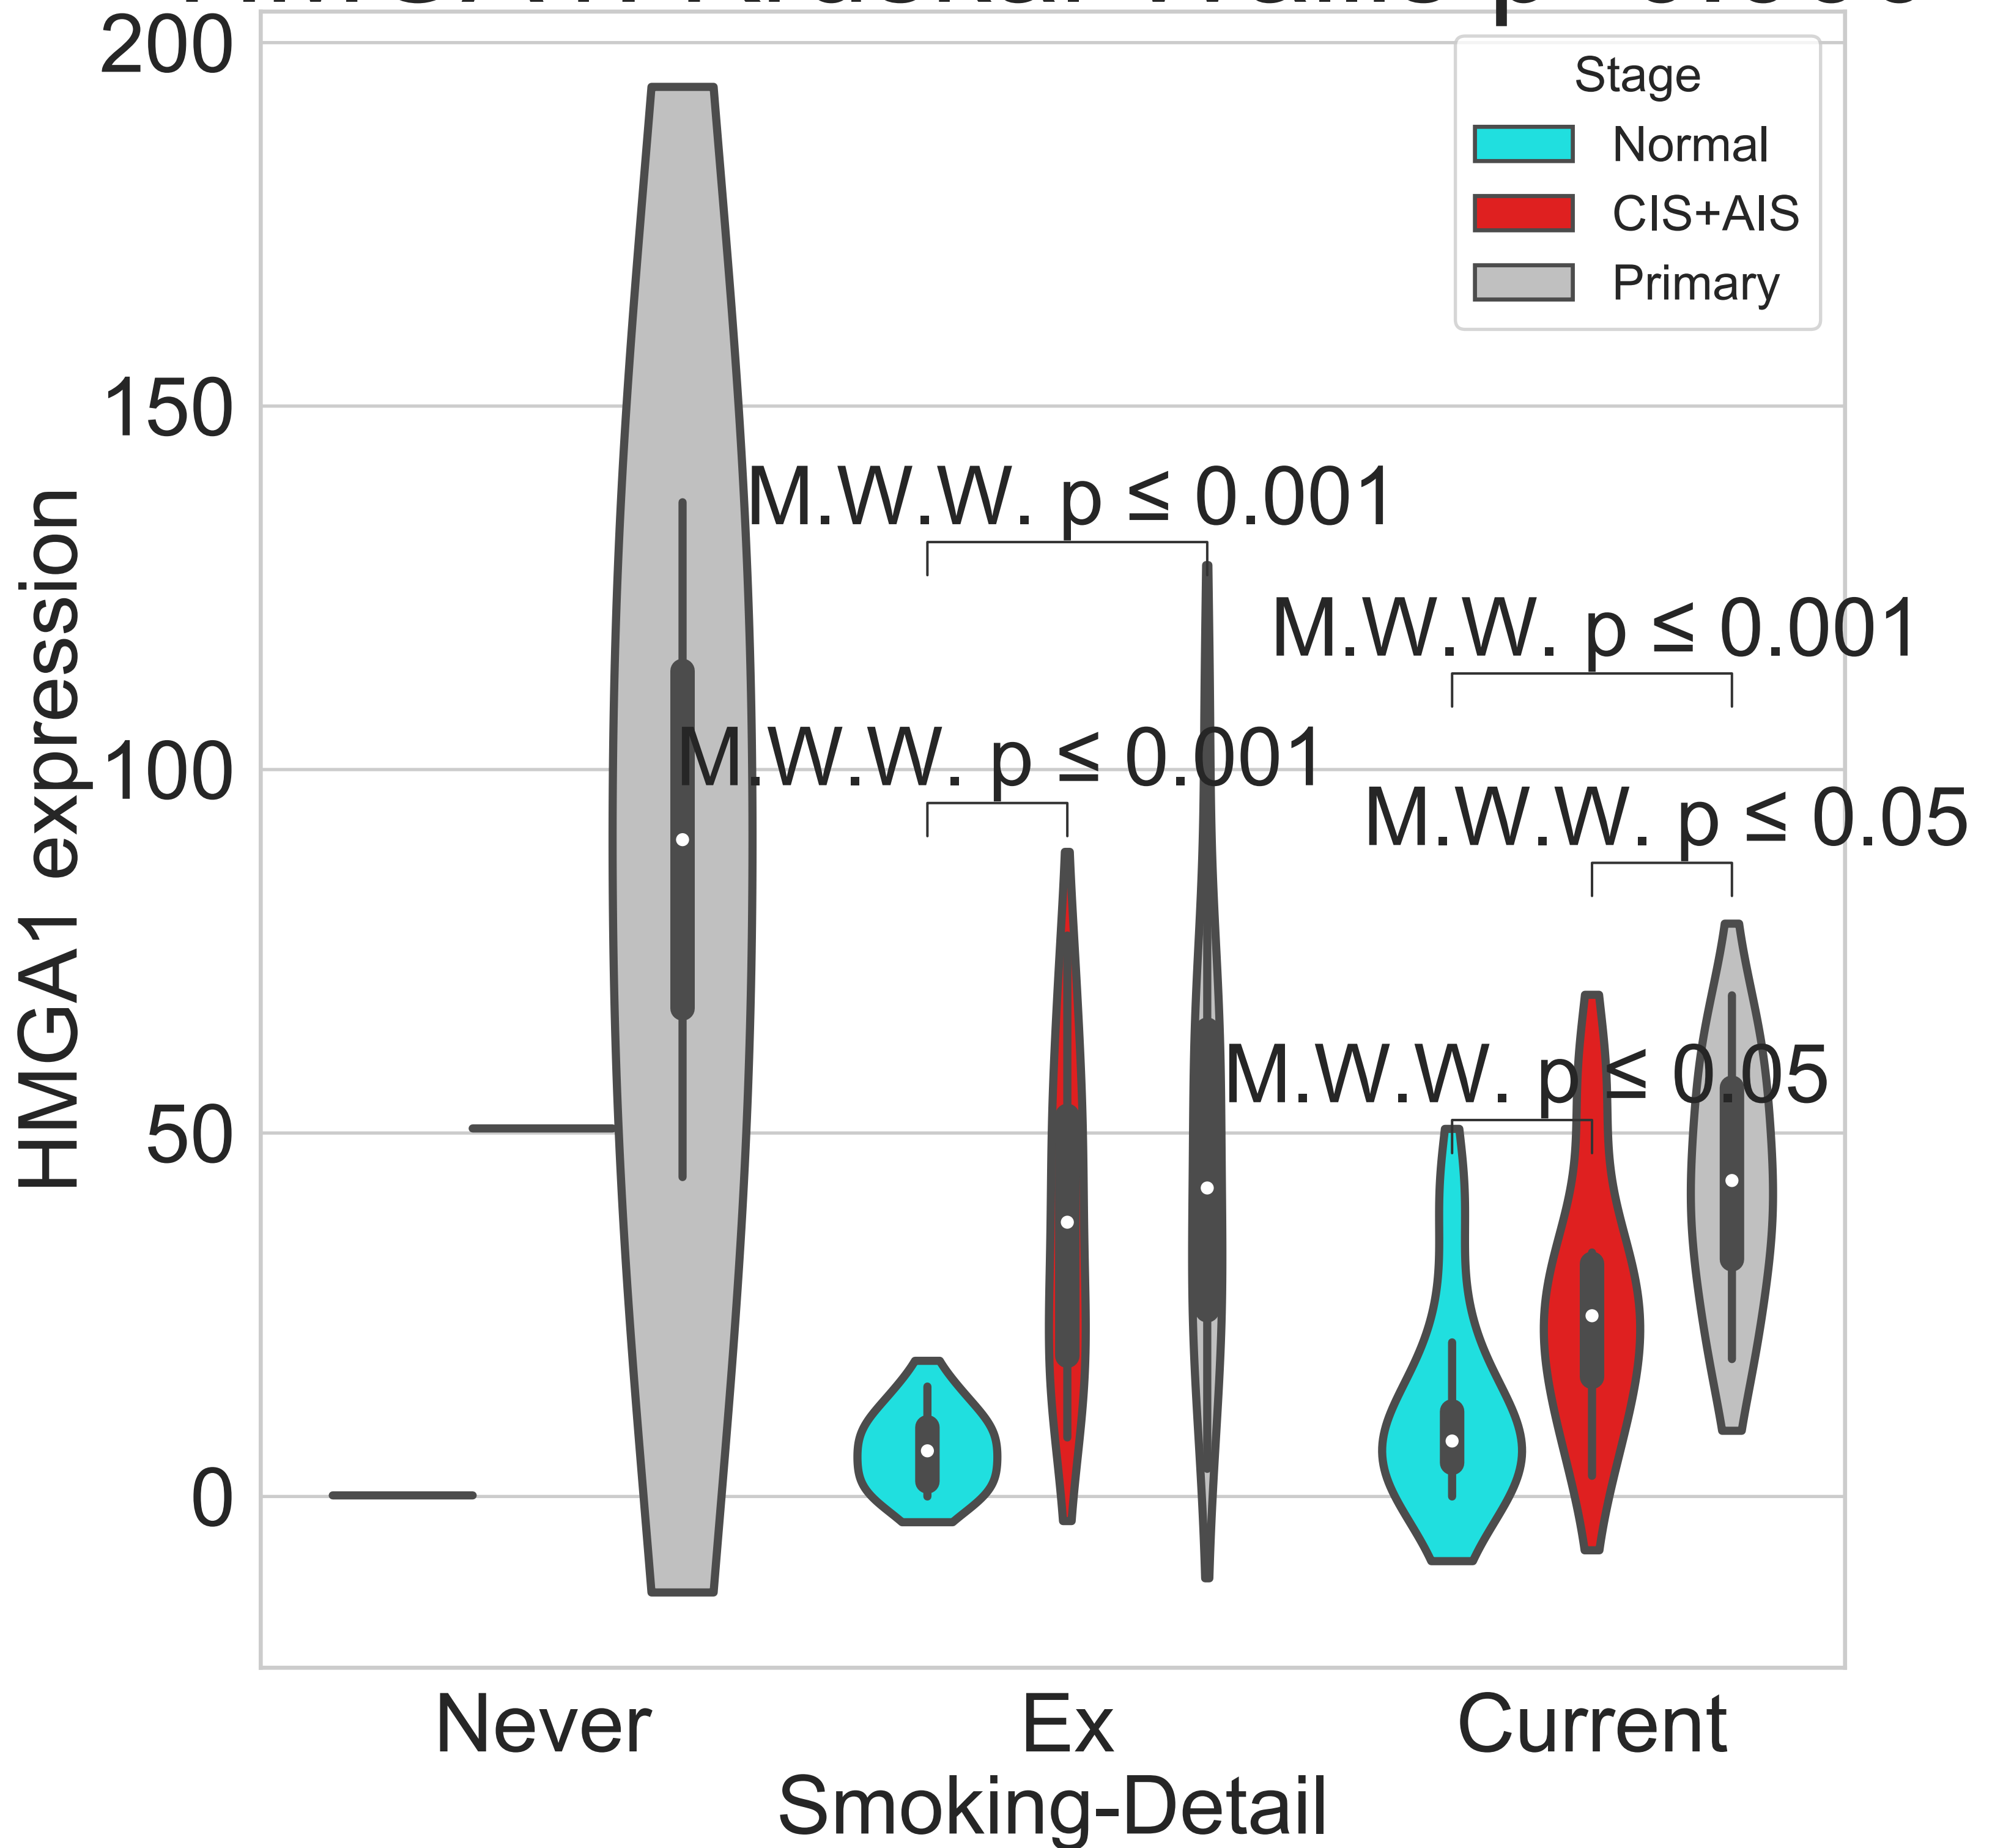 200
150
100
50
0
HMGA1 expression
Stage
Normal
CIS+AIS
Primary
M.W.W. p ≤ 0.001
M.W.W. p ≤ 0.001
M.W.W. p ≤ 0.001
M.W.W. p ≤ 0.05
M.W.W. p ≤ 0.05
Never
Ex
Current
Smoking-Detail